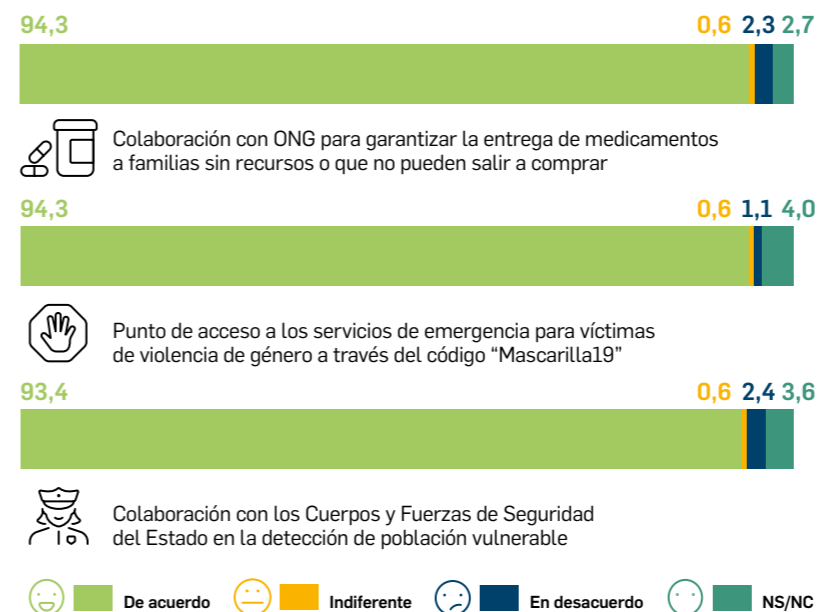 94,3 0,6 2,3 2,7
Colaboración con ONG para garantizar la entrega de medicamentos
a familias sin recursos o que no pueden salir a comprar
94,3 0,6 1,1 4,0
Punto de acceso a los servicios de emergencia para víctimas
de violencia de género a través del código “Mascarilla19”
93,4 0,6 2,4 3,6
Colaboración con los Cuerpos y Fuerzas de Seguridad
del Estado en la detección de población vulnerable
De acuerdo Indiferente En desacuerdo NS/NC